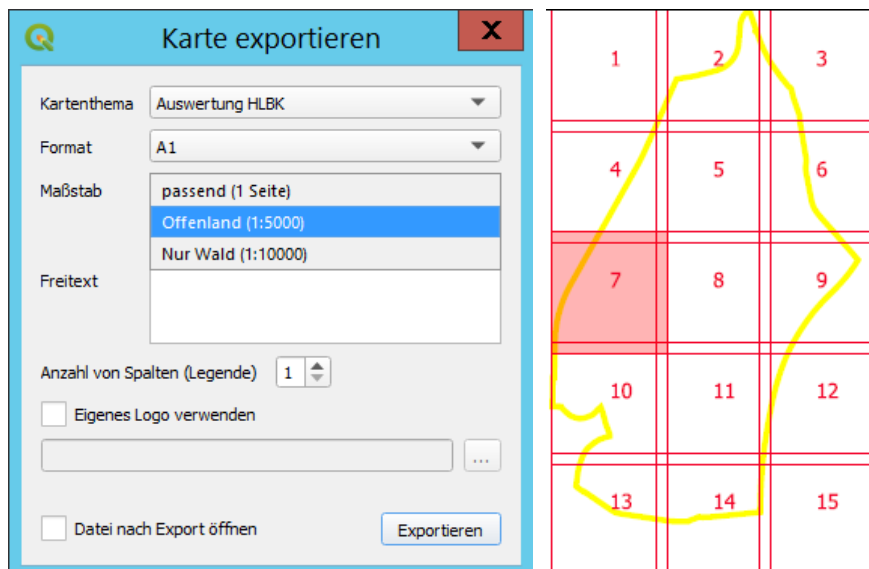 Karte exportieren
X
Kartenthema
Auswertung HLBK
Format
A1
Maßstab
passend (1 Seite)
Offenland (1:5000)
Nur Wald (1:10000)
Freitext
Anzahl von Spalten (Legende)
1
Eigenes Logo verwenden
...
Datei nach Export öffnen
Exportieren
1 2 3
4 5 6
7 8 9
10 11 12
13 14 15